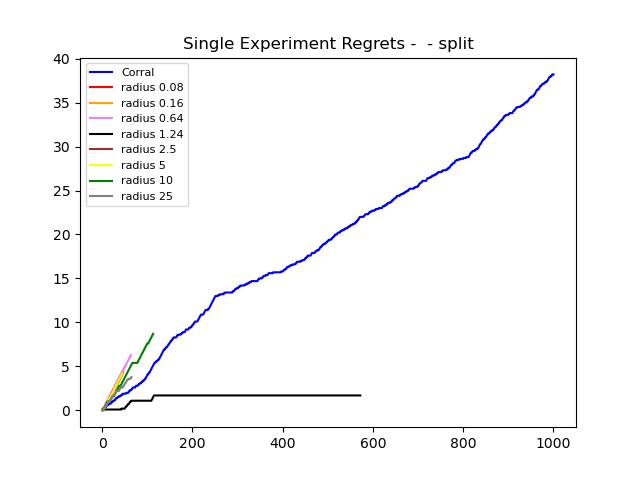 Single Experiment Regrets -  - split
Corral
radius 0.08
radius 0.16
radius 0.64
radius 1.24
radius 2.5
radius 5
radius 10
radius 25
40
35
30
25
20
15
10
5
0
0 200 400 600 800 1000